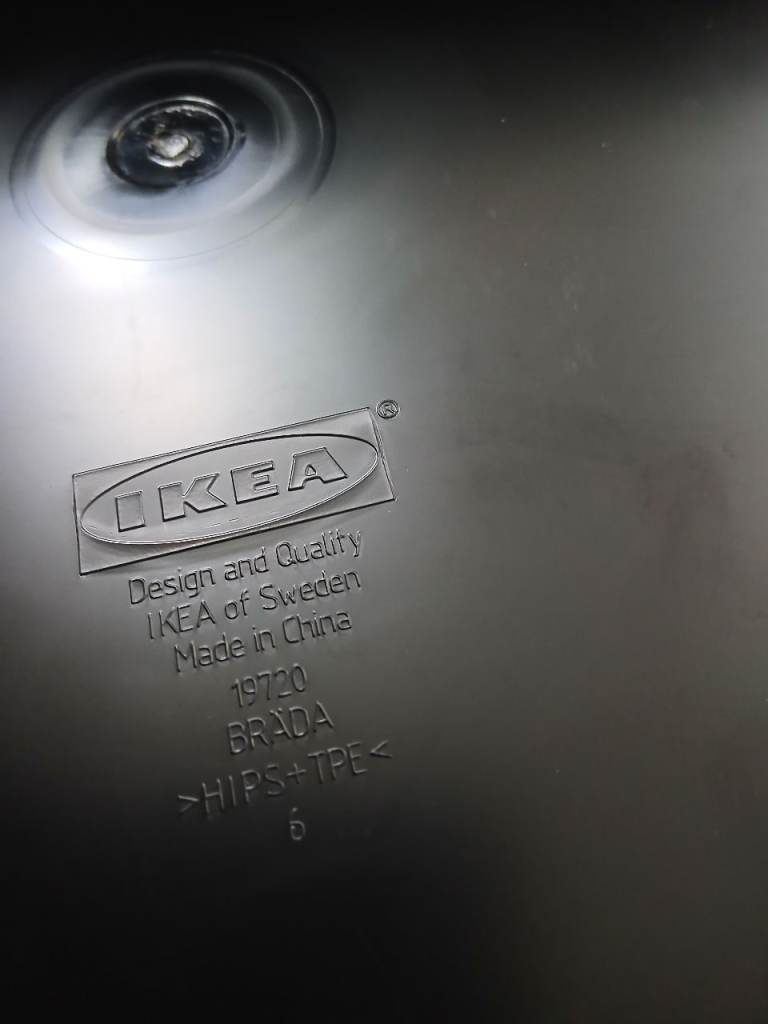 IKEA®
Design and Quality
IKEA of Sweden
Made in China
19720
BRÄDA
>HIPS+TPE<
6